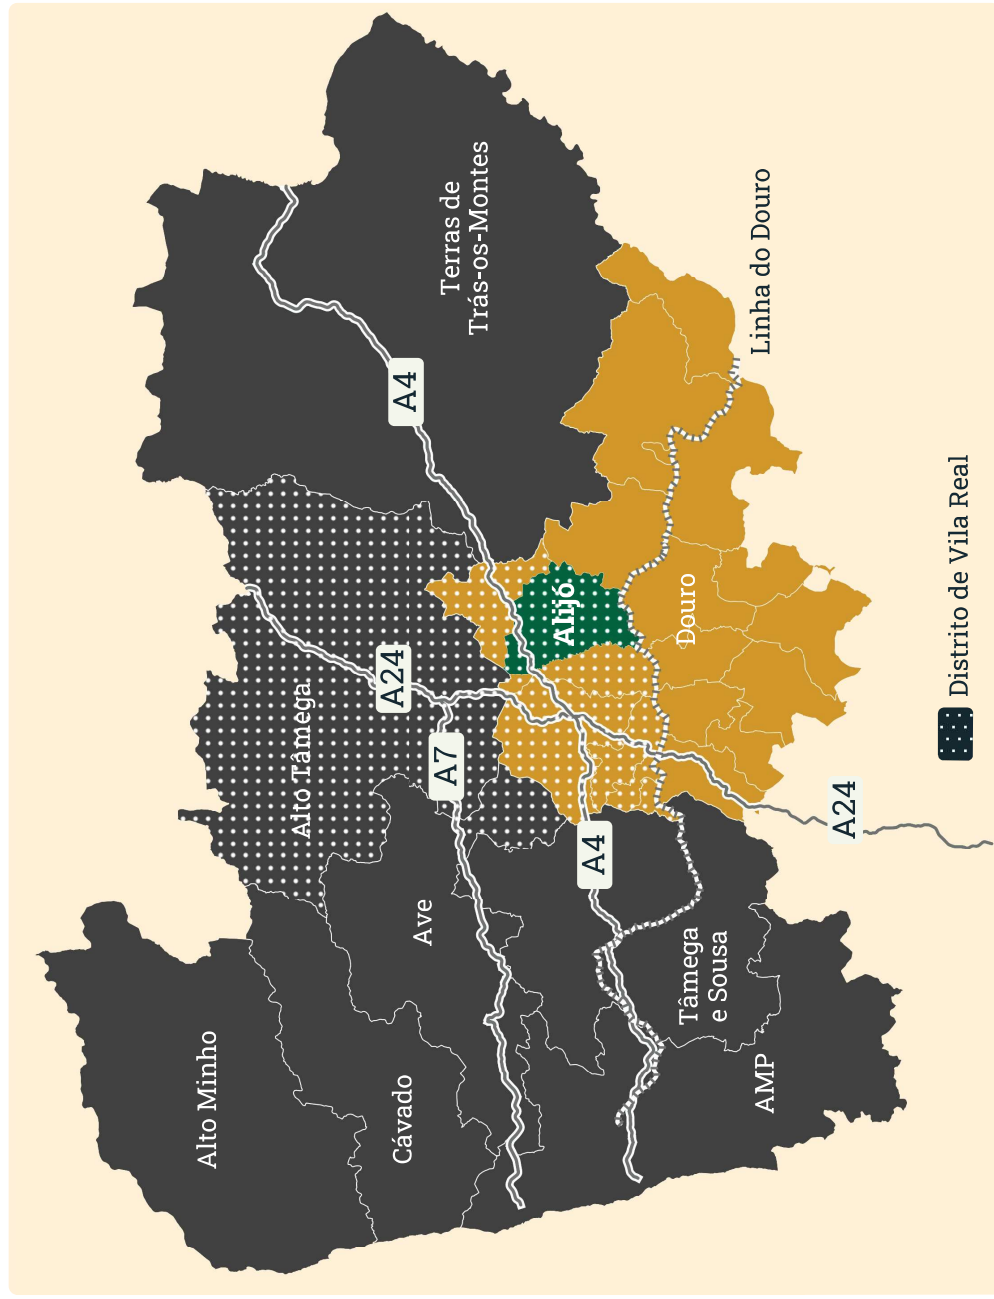 Alto Minho
Cávado
Ave
Alto Tâmega
A24
A7
A4
Terras de
Trás-os-Montes
Alijó
A4
Douro
Linha do Douro
Tâmega
e Sousa
AMP
A24
Distrito de Vila Real